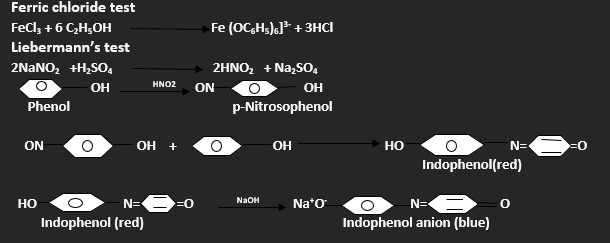 Ferric chloride test
FeCl₃ + 6 C₂H₅OH Fe (OC₆H₅)₆]³⁻ + 3HCl
Liebermann's test
2NaNO₂ +H₂SO₄ 2HNO₂ + Na₂SO₄
OH HNO2 ON OH
Phenol p-Nitrosophenol
ON OH + OH HO N= =O
Indophenol(red)
HO N= =O NaOH Na⁺O⁻ N= O
Indophenol (red) Indophenol anion (blue)